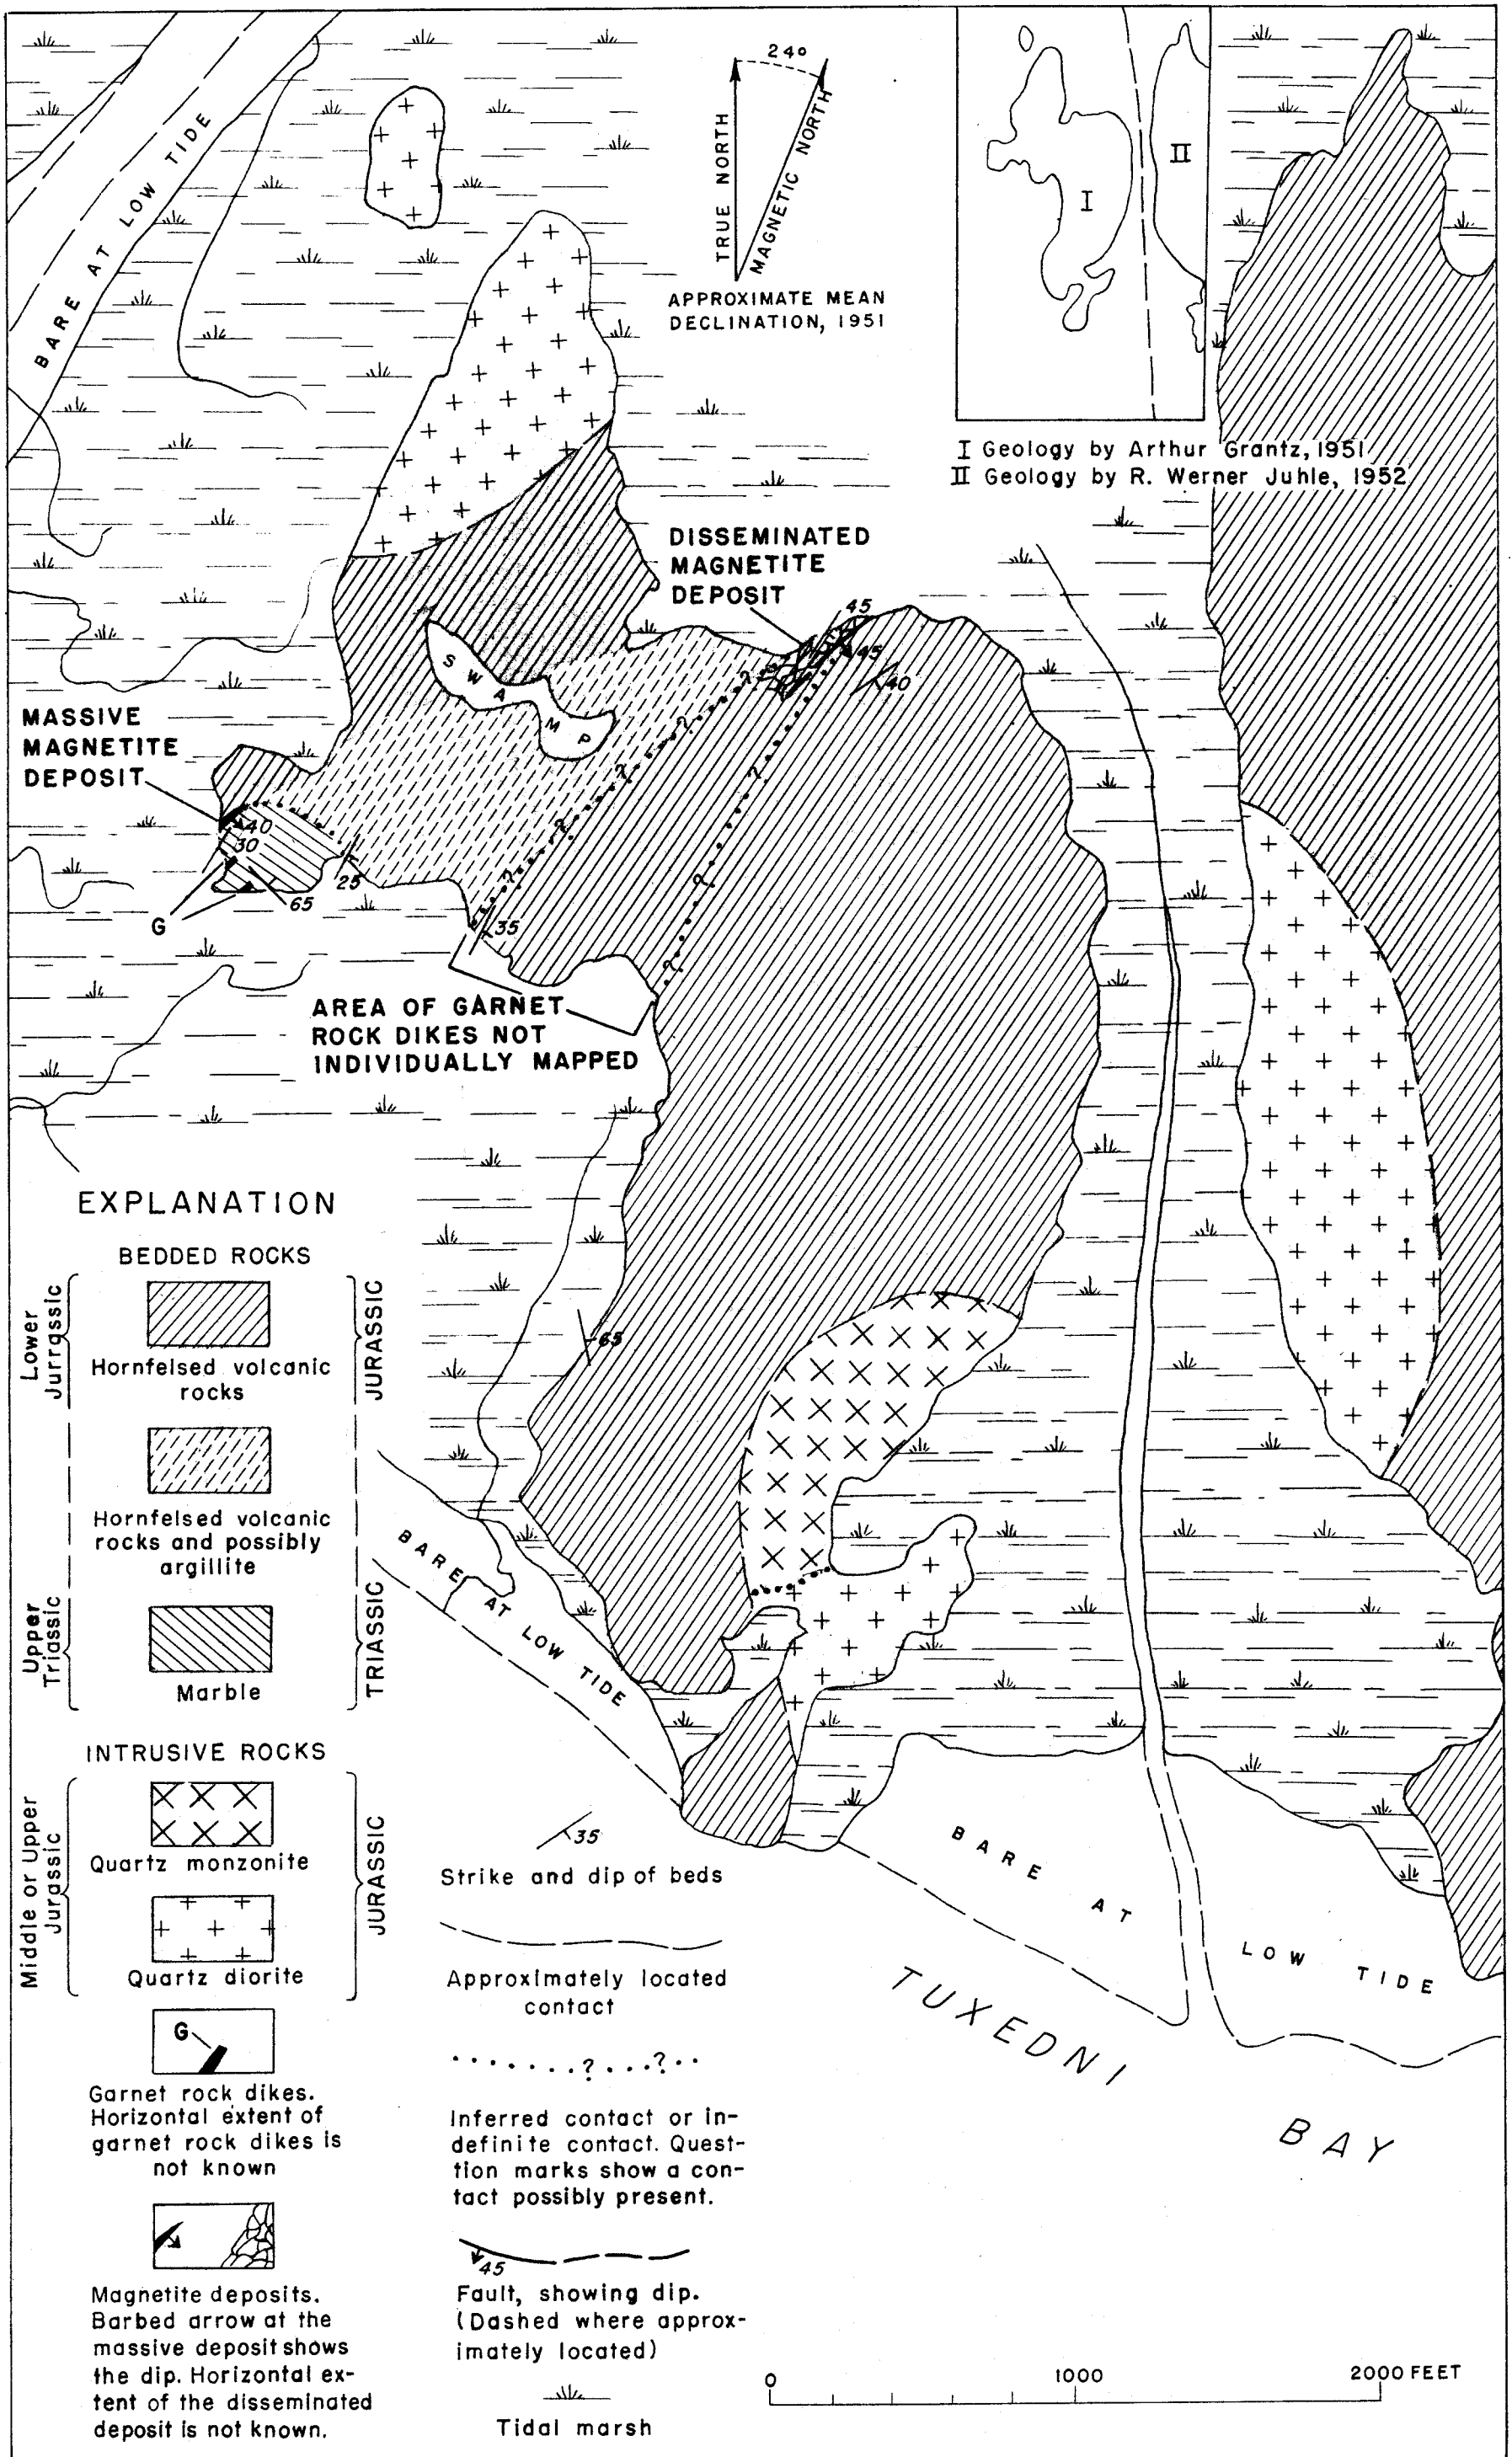 BARE AT LOW TIDE
24°
TRUE NORTH
MAGNETIC NORTH
APPROXIMATE MEAN
DECLINATION, 1951
I
II
I Geology by Arthur Grantz, 1951
II Geology by R. Werner Juhle, 1952
DISSEMINATED
MAGNETITE
DEPOSIT
45
45
40
SWAMP
MASSIVE
MAGNETITE
DEPOSIT
40
30
25
65
G
35
? ? ? ? ?
? ? ?
AREA OF GARNET
ROCK DIKES NOT
INDIVIDUALLY MAPPED
65
BARE AT LOW TIDE
BARE AT LOW TIDE
TUXEDNI
BAY
EXPLANATION
BEDDED ROCKS
Lower
Jurrassic
JURASSIC
Hornfelsed volcanic
rocks
Hornfelsed volcanic
rocks and possibly
argillite
Upper
Triassic
TRIASSIC
Marble
INTRUSIVE ROCKS
Middle or Upper
Jurassic
JURASSIC
Quartz monzonite
Quartz diorite
G
Garnet rock dikes.
Horizontal extent of
garnet rock dikes is
not known
Magnetite deposits.
Barbed arrow at the
massive deposit shows
the dip. Horizontal ex-
tent of the disseminated
deposit is not known.
35
Strike and dip of beds
Approximately located
contact
? ?
Inferred contact or in-
definite contact. Quest-
tion marks show a con-
tact possibly present.
45
Fault, showing dip.
(Dashed where approx-
imately located)
Tidal marsh
0 1000 2000 FEET